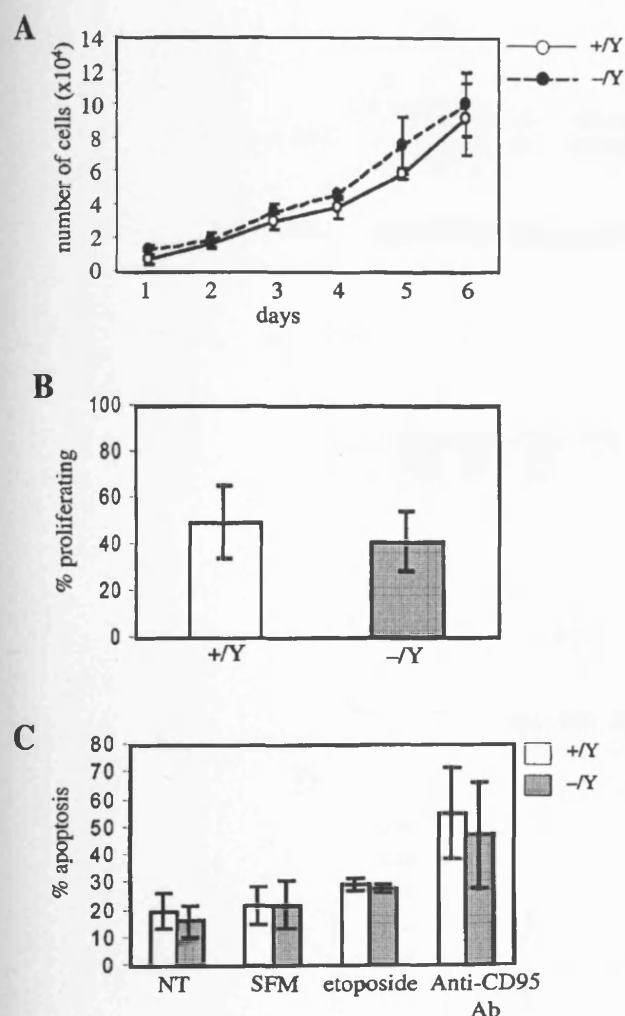 A
number of cells (x10⁴)
14
12
10
8
6
4
2
0
1 2 3 4 5 6
days
+/Y
–/Y
B
% proliferating
100
80
60
40
20
0
+/Y –/Y
C
% apoptosis
80
70
60
50
40
30
20
10
0
NT SFM etoposide Anti-CD95
Ab
+/Y
–/Y